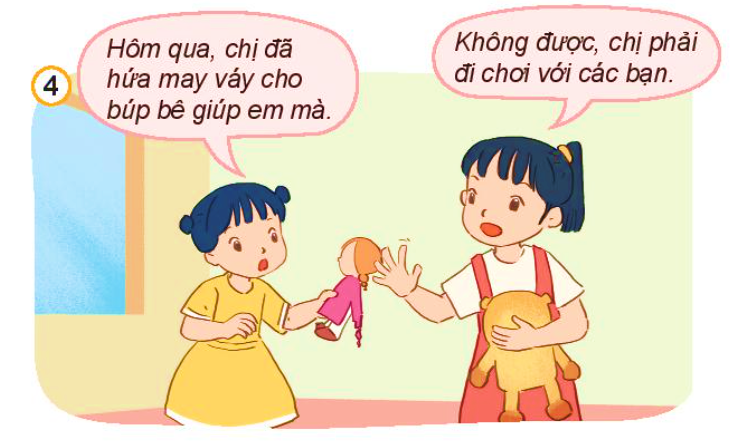 4
Hôm qua, chị đã
hứa may váy cho
búp bê giúp em mà.
Không được, chị phải
đi chơi với các bạn.